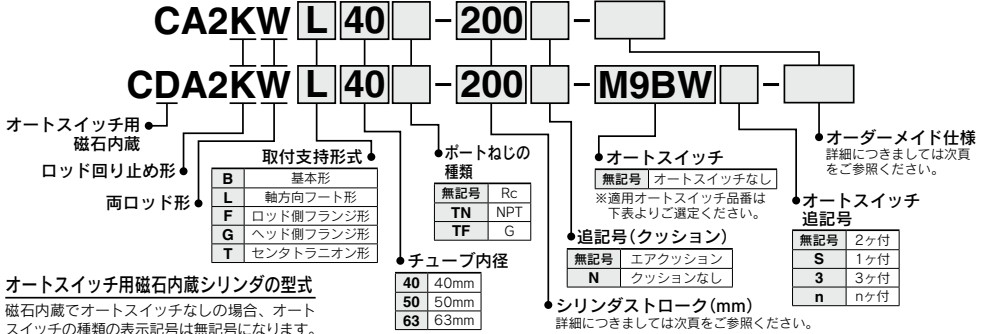 CA2KW L 40 - 200 -
CDA2KW L 40 - 200 - M9BW -
オートスイッチ用
磁石内蔵
ロッド回り止め形
両ロッド形
取付支持形式
B 基本形
L 軸方向フート形
F ロッド側フランジ形
G ヘッド側フランジ形
T センタトラニオン形
ポートねじの
種類
無記号 Rc
TN NPT
TF G
チューブ内径
40 40mm
50 50mm
63 63mm
オートスイッチ
無記号 オートスイッチなし
※適用オートスイッチ品番は
下表よりご選定ください。
追記号(クッション)
無記号 エアクッション
N クッションなし
シリンダストローク(mm)
詳細につきましては次頁をご参照ください。
オーダーメイド仕様
詳細につきましては次頁
をご参照ください。
オートスイッチ
追記号
無記号 2ヶ付
S 1ヶ付
3 3ヶ付
n nヶ付
オートスイッチ用磁石内蔵シリンダの型式
磁石内蔵でオートスイッチなしの場合、オート
スイッチの種類の表示記号は無記号になります。